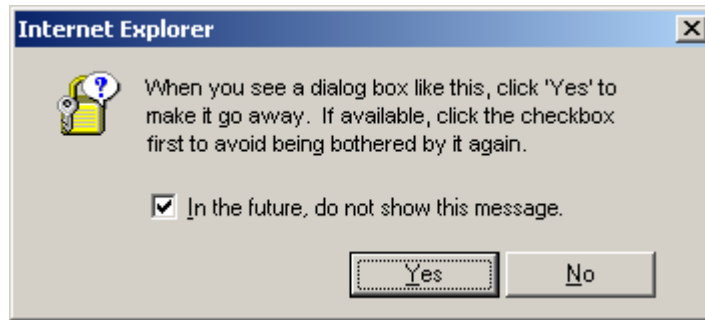 Internet Explorer
When you see a dialog box like this, click 'Yes' to
make it go away.  If available, click the checkbox
first to avoid being bothered by it again.
In the future, do not show this message.
Yes
No